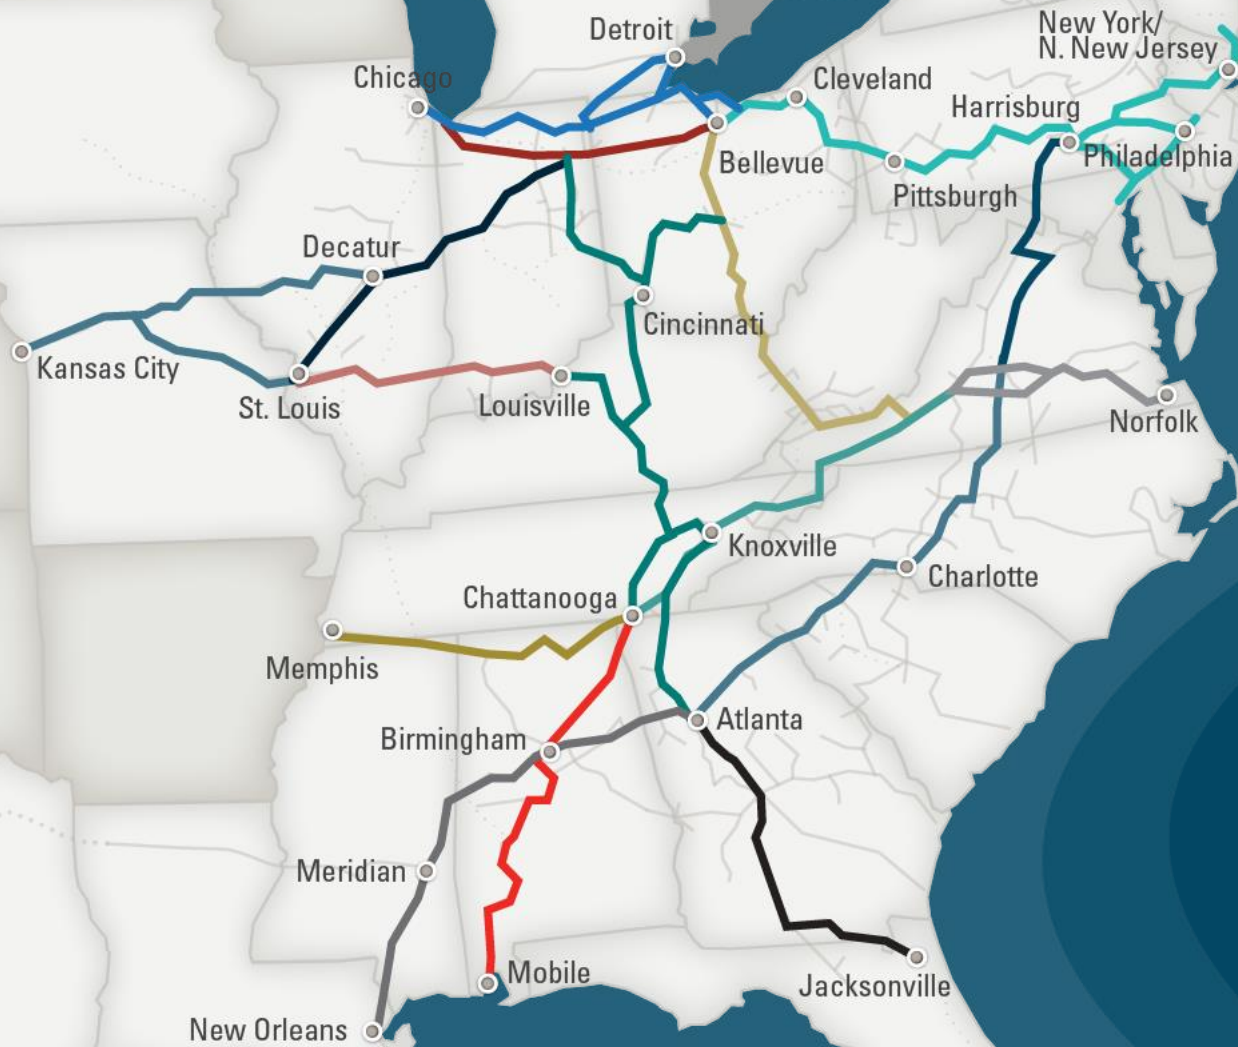 New York/
N. New Jersey
Detroit
Chicago
Cleveland
Harrisburg
Bellevue
Philadelphia
Pittsburgh
Decatur
Cincinnati
Kansas City
St. Louis
Louisville
Norfolk
Knoxville
Charlotte
Chattanooga
Memphis
Atlanta
Birmingham
Meridian
Mobile
Jacksonville
New Orleans